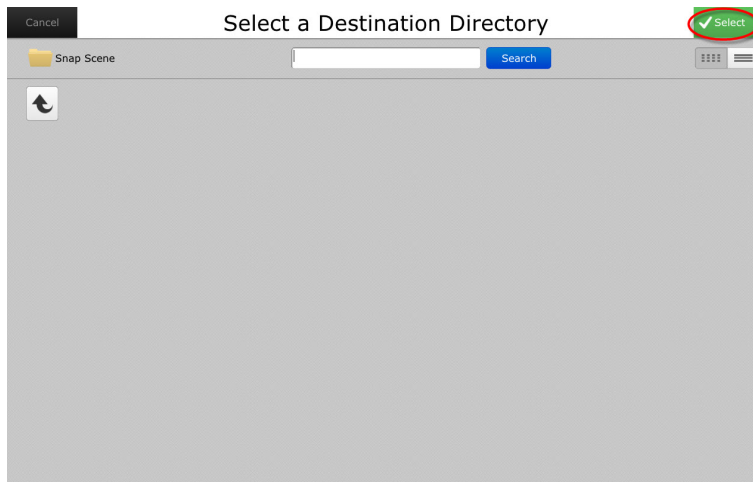 Cancel
Select a Destination Directory
Select
Snap Scene
Search